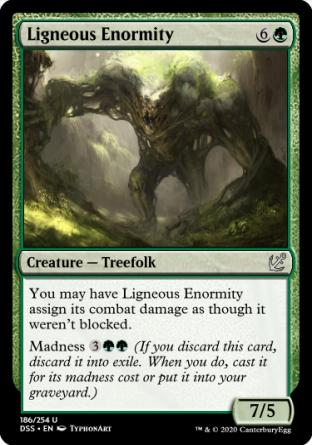 Ligneous Enormity 6
Creature — Treefolk
You may have Ligneous Enormity
assign its combat damage as though it
weren't blocked.
Madness 3 (If you discard this card,
discard it into exile. When you do, cast it
for its madness cost or put it into your
graveyard.)
7/5
186/254 U
DSS • EN TYPHONART
™ & © 2020 CanterburyEgg